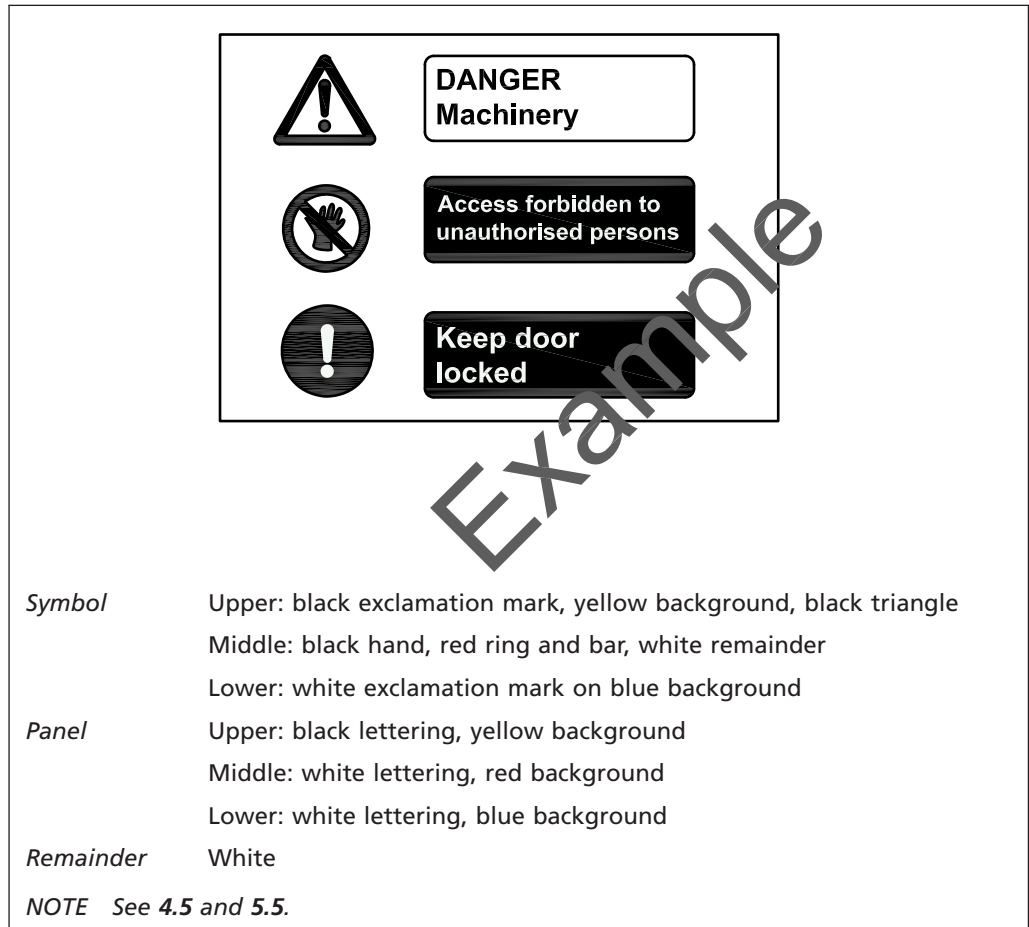 DANGER
Machinery
Access forbidden to
unauthorised persons
Keep door
locked
Example
Symbol Upper: black exclamation mark, yellow background, black triangle
Middle: black hand, red ring and bar, white remainder
Lower: white exclamation mark on blue background
Panel Upper: black lettering, yellow background
Middle: white lettering, red background
Lower: white lettering, blue background
Remainder White
NOTE See 4.5 and 5.5.